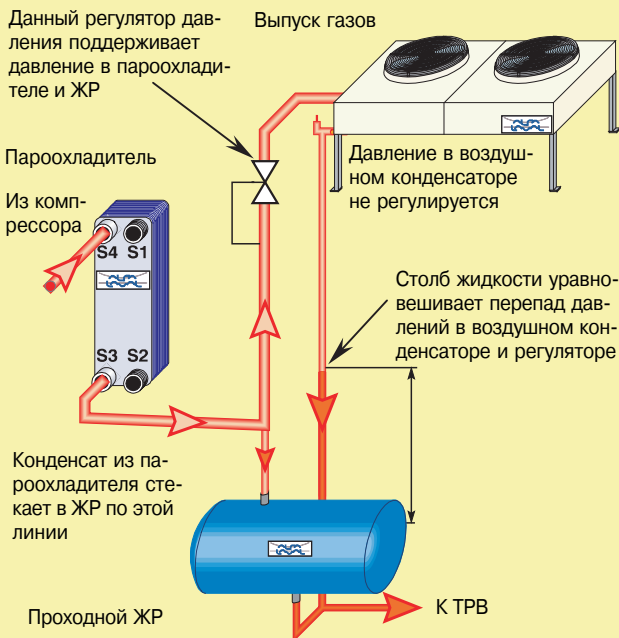 Данный регулятор дав-
ления поддерживает
давление в пароохлади-
теле и ЖР
Выпуск газов
Давление в воздуш-
ном конденсаторе
не регулируется
Пароохладитель
Из комп-
рессора
S4 S1
S3 S2
Столб жидкости уравно-
вешивает перепад дав-
лений в воздушном кон-
денсаторе и регуляторе
Конденсат из па-
роохладителя сте-
кает в ЖР по этой
линии
Проходной ЖР
К ТРВ